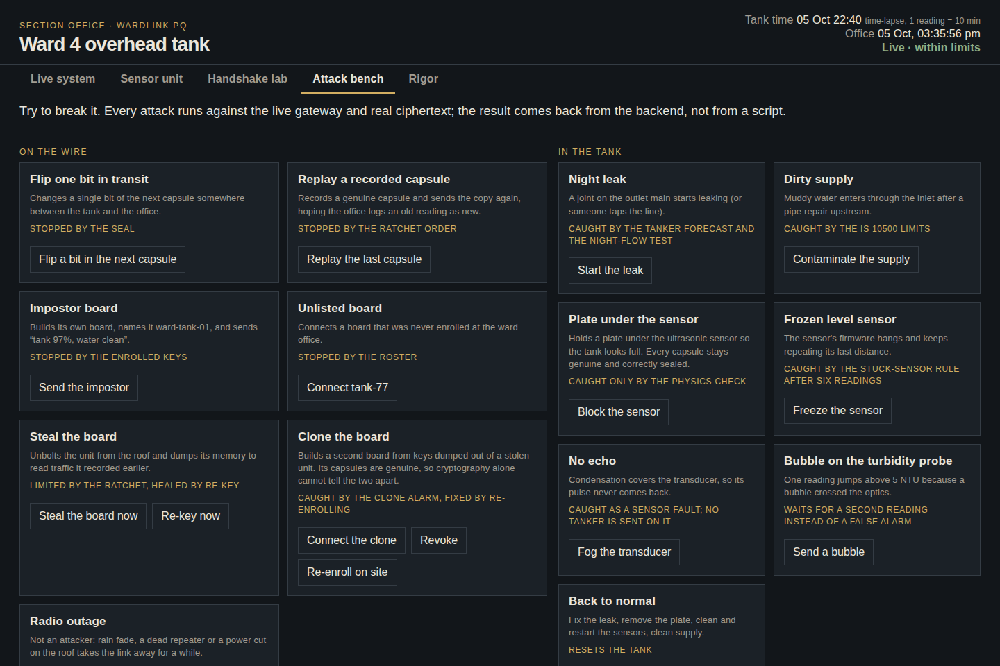 SECTION OFFICE · WARDLINK PQ
Ward 4 overhead tank
Tank time 05 Oct 22:40 time-lapse, 1 reading = 10 min
Office 05 Oct, 03:35:56 pm
Live · within limits
Live system
Sensor unit
Handshake lab
Attack bench
Rigor
Try to break it. Every attack runs against the live gateway and real ciphertext; the result comes back from the backend, not from a script.
ON THE WIRE
Flip one bit in transit
Changes a single bit of the next capsule somewhere
between the tank and the office.
STOPPED BY THE SEAL
Flip a bit in the next capsule
Replay a recorded capsule
Records a genuine capsule and sends the copy again,
hoping the office logs an old reading as new.
STOPPED BY THE RATCHET ORDER
Replay the last capsule
Impostor board
Builds its own board, names it ward-tank-01, and sends
“tank 97%, water clean”.
STOPPED BY THE ENROLLED KEYS
Send the impostor
Unlisted board
Connects a board that was never enrolled at the ward
office.
STOPPED BY THE ROSTER
Connect tank-77
Steal the board
Unbolts the unit from the roof and dumps its memory to
read traffic it recorded earlier.
LIMITED BY THE RATCHET, HEALED BY RE-KEY
Steal the board now
Re-key now
Clone the board
Builds a second board from keys dumped out of a stolen
unit. Its capsules are genuine, so cryptography alone
cannot tell the two apart.
CAUGHT BY THE CLONE ALARM, FIXED BY RE-
ENROLLING
Connect the clone
Revoke
Re-enroll on site
Radio outage
Not an attacker: rain fade, a dead repeater or a power cut
on the roof takes the link away for a while.
IN THE TANK
Night leak
A joint on the outlet main starts leaking (or
someone taps the line).
CAUGHT BY THE TANKER FORECAST AND
THE NIGHT-FLOW TEST
Start the leak
Dirty supply
Muddy water enters through the inlet after a
pipe repair upstream.
CAUGHT BY THE IS 10500 LIMITS
Contaminate the supply
Plate under the sensor
Holds a plate under the ultrasonic sensor so
the tank looks full. Every capsule stays
genuine and correctly sealed.
CAUGHT ONLY BY THE PHYSICS CHECK
Block the sensor
Frozen level sensor
The sensor's firmware hangs and keeps
repeating its last distance.
CAUGHT BY THE STUCK-SENSOR RULE
AFTER SIX READINGS
Freeze the sensor
No echo
Condensation covers the transducer, so its
pulse never comes back.
CAUGHT AS A SENSOR FAULT; NO
TANKER IS SENT ON IT
Fog the transducer
Bubble on the turbidity probe
One reading jumps above 5 NTU because a
bubble crossed the optics.
WAITS FOR A SECOND READING
INSTEAD OF A FALSE ALARM
Send a bubble
Back to normal
Fix the leak, remove the plate, clean and
restart the sensors, clean supply.
RESETS THE TANK